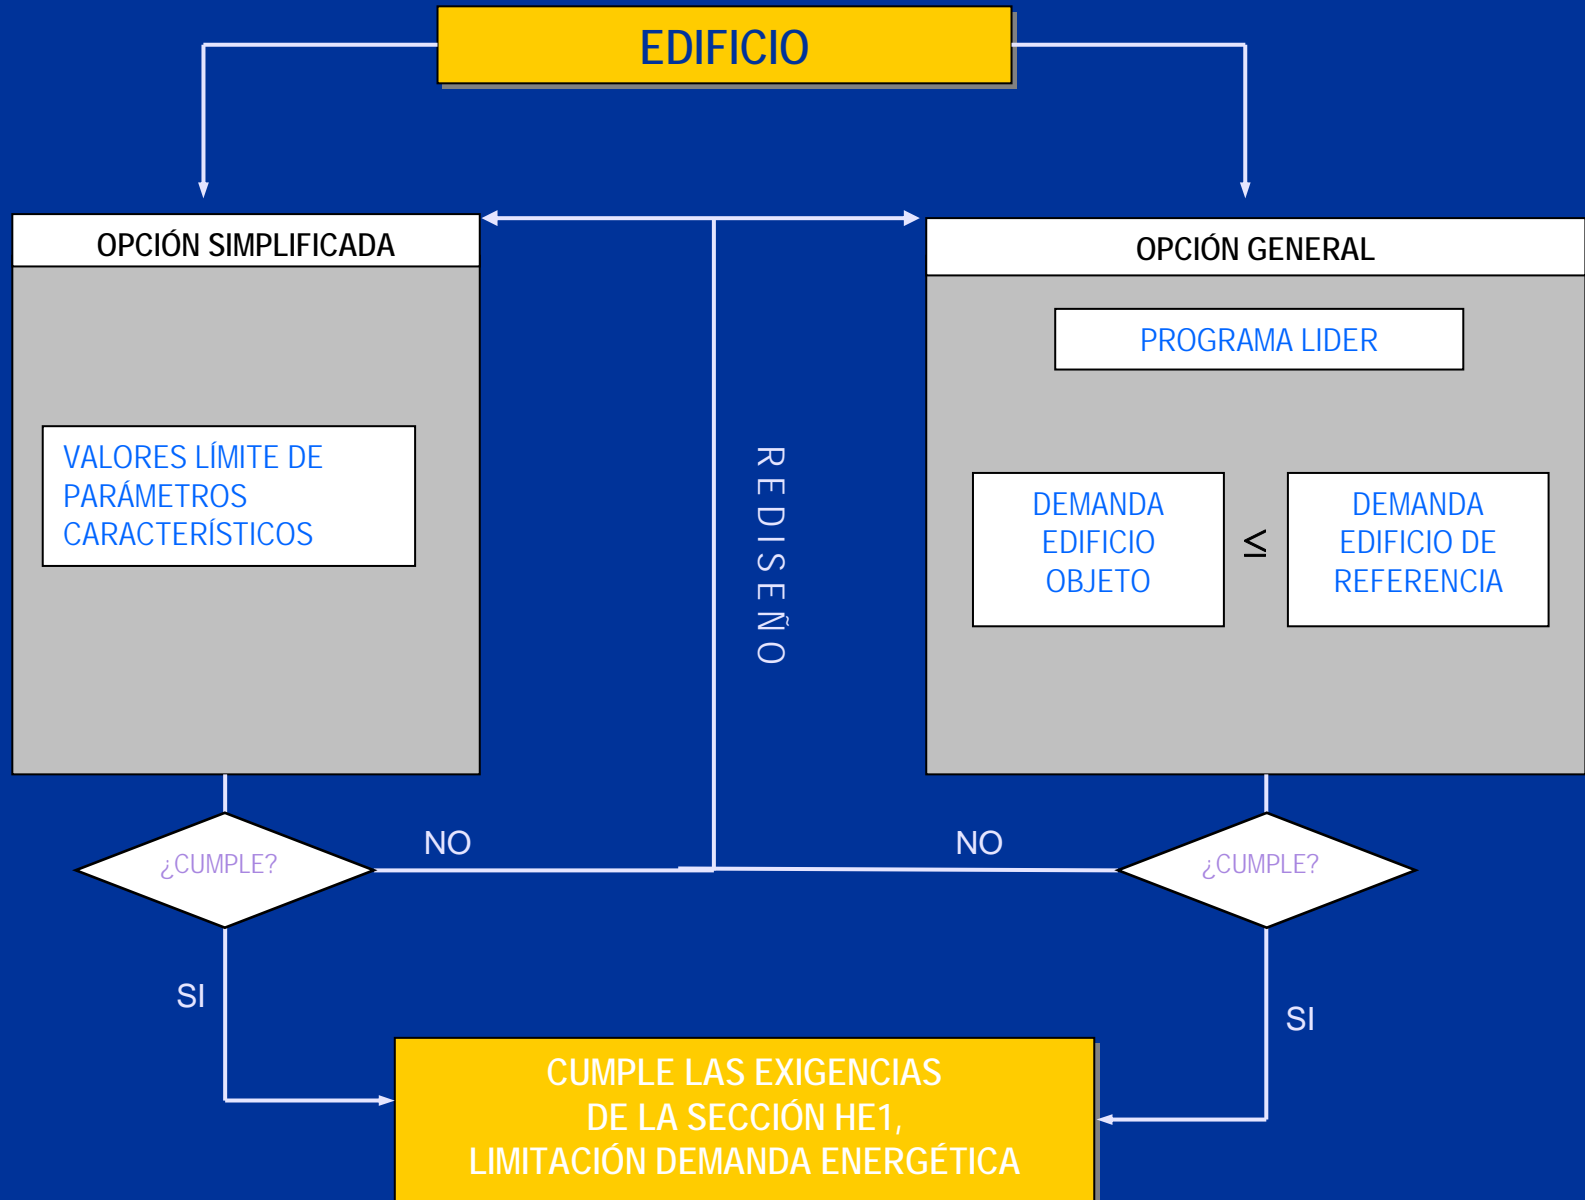 EDIFICIO
OPCIÓN SIMPLIFICADA
VALORES LÍMITE DE
PARÁMETROS
CARACTERÍSTICOS
REDISEÑO
OPCIÓN GENERAL
PROGRAMA LIDER
DEMANDA
EDIFICIO
OBJETO
≤
DEMANDA
EDIFICIO DE
REFERENCIA
¿CUMPLE?
NO
NO
¿CUMPLE?
SI
SI
CUMPLE LAS EXIGENCIAS
DE LA SECCIÓN HE1,
LIMITACIÓN DEMANDA ENERGÉTICA